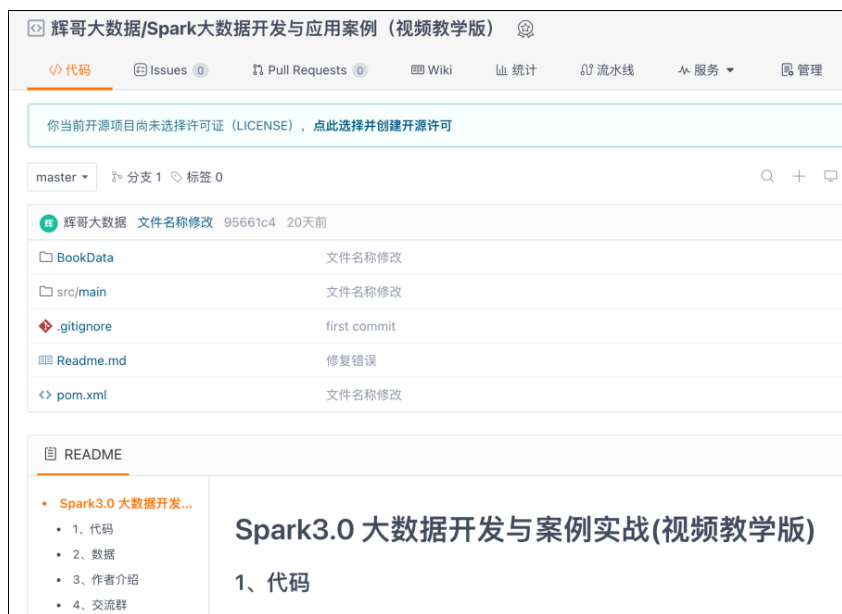 辉哥大数据/Spark大数据开发与应用案例（视频教学版）
代码 Issues 0 Pull Requests 0 Wiki 统计 流水线 服务 管理
你当前开源项目尚未选择许可证（LICENSE），点此选择并创建开源许可
master 分支 1 标签 0
辉 辉哥大数据 文件名称修改 95661c4 20天前
BookData 文件名称修改
src/main 文件名称修改
.gitignore first commit
Readme.md 修复错误
pom.xml 文件名称修改
README
Spark3.0 大数据开发...
1、代码
2、数据
3、作者介绍
4、交流群
Spark3.0 大数据开发与案例实战(视频教学版)
1、代码